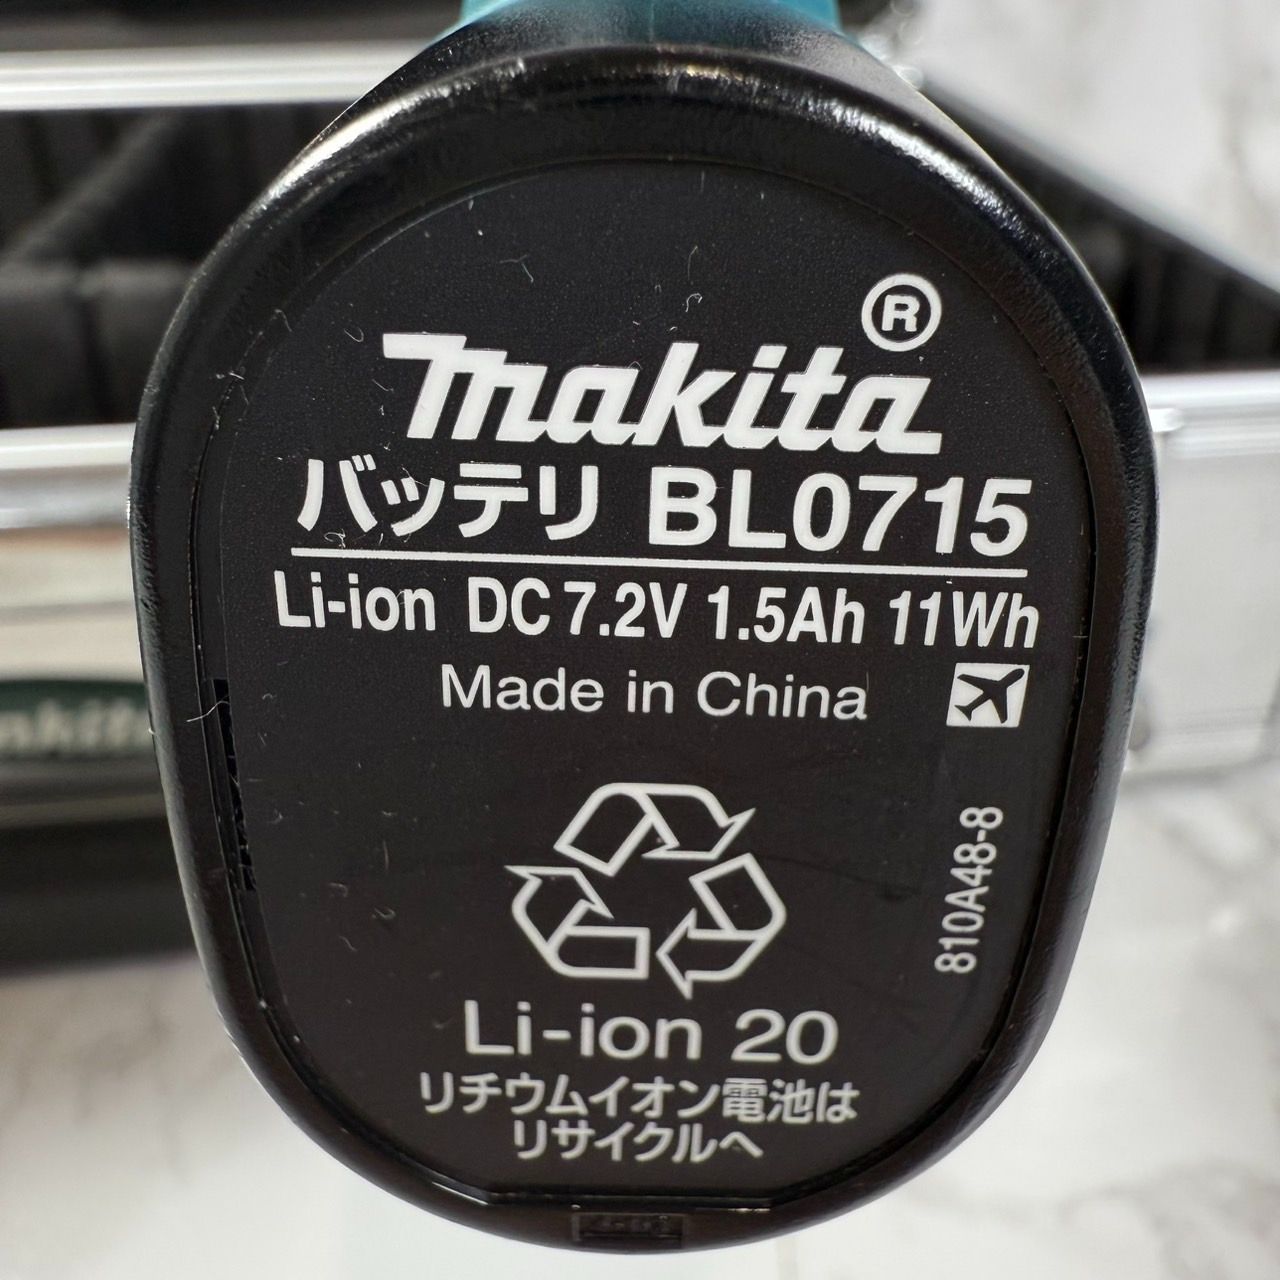 makita®
バッテリ BL0715
Li-ion DC 7.2V 1.5Ah 11Wh
Made in China
810A48-8
Li-ion 20
リチウムイオン電池は
リサイクルへ